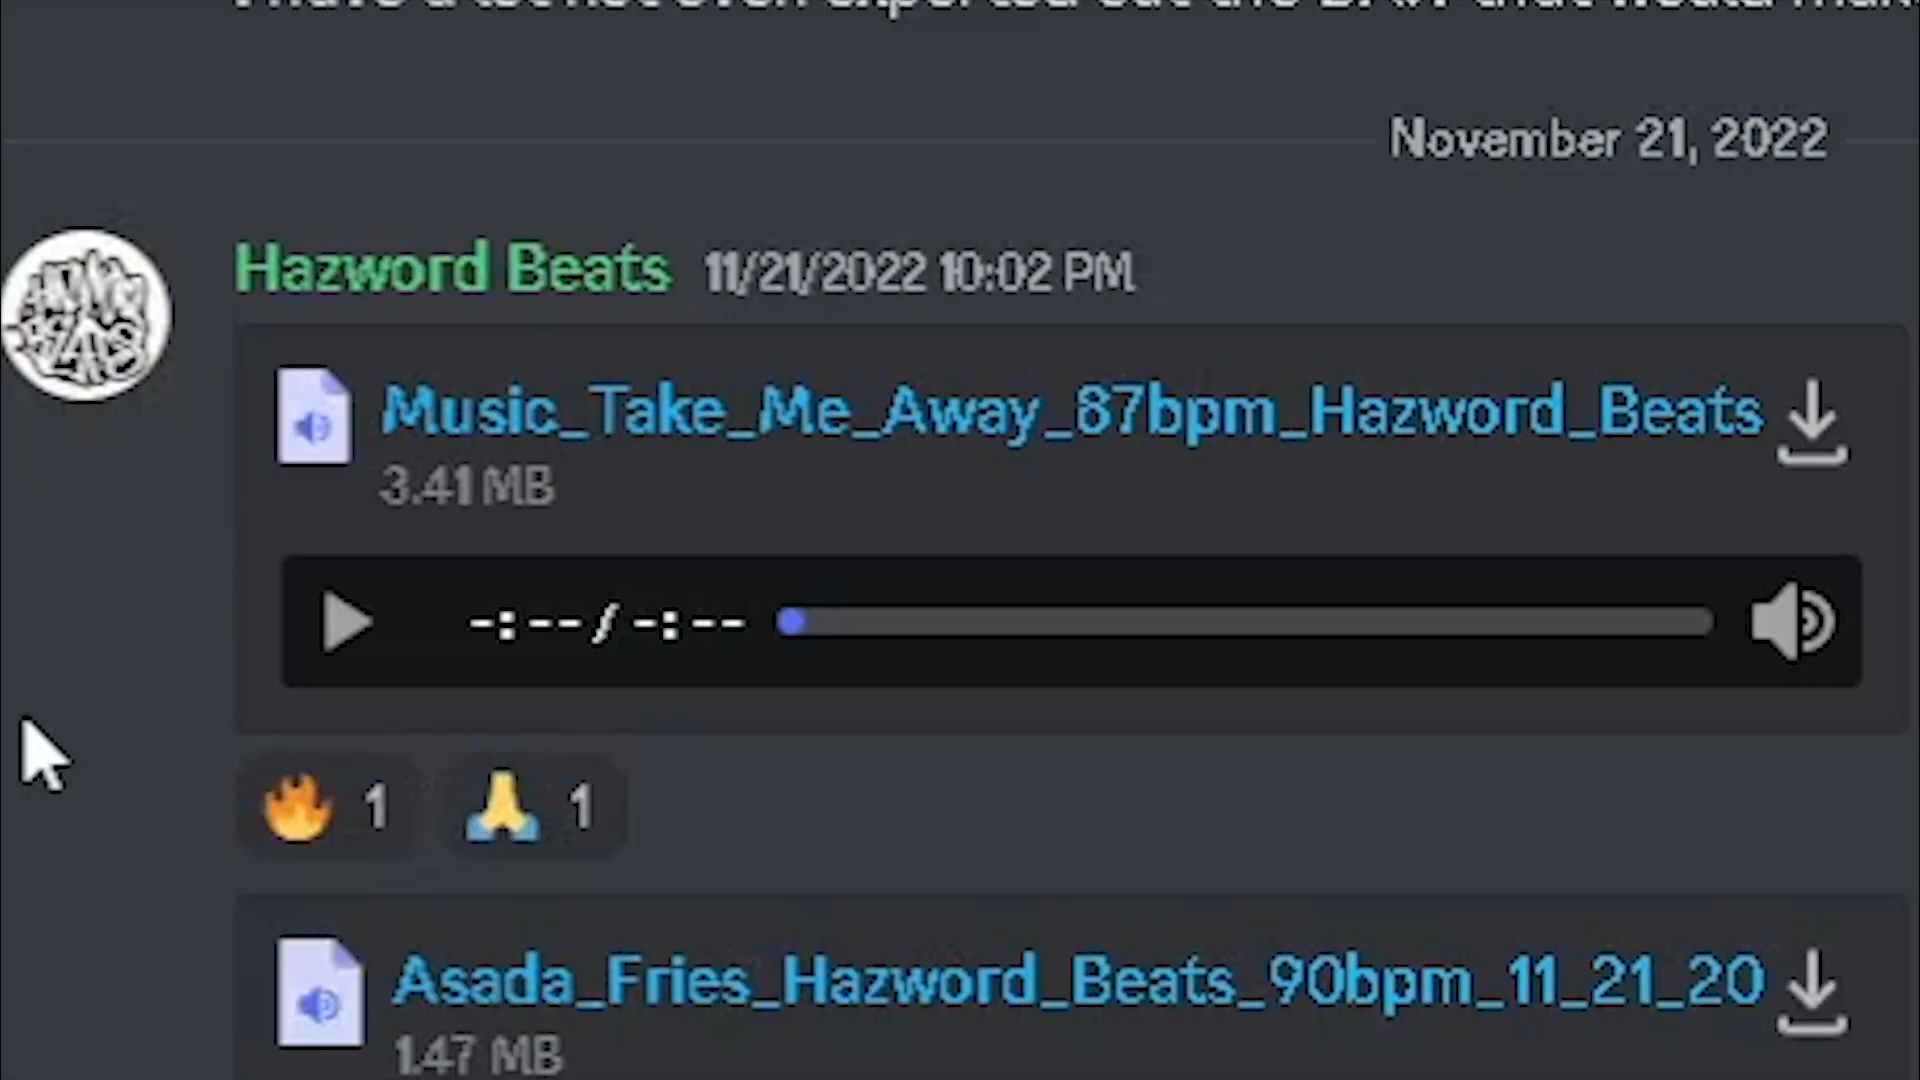 November 21, 2022
Hazword Beats 11/21/2022 10:02 PM
Music_Take_Me_Away_87bpm_Hazword_Beats
3.41 MB
-:--/-:--
1 1
Asada_Fries_Hazword_Beats_90bpm_11_21_20
1.47 MB